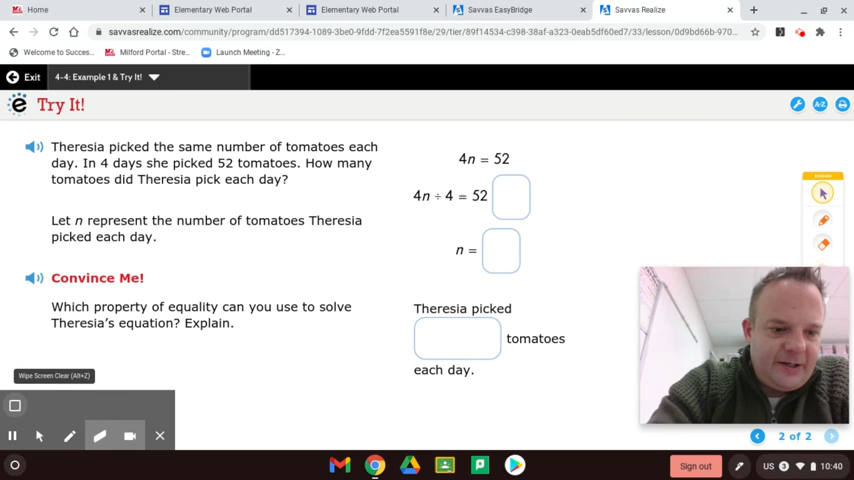 Home
Elementary Web Portal
Elementary Web Portal
Savvas EasyBridge
Savvas Realize
savvasrealize.com/community/program/dd517394-1089-3be0-9fdd-7f2ea5591f8e/29/tier/89f14534-c398-38af-a323-0eab5df60ed7/33/lesson/0d9bd66b-970...
Welcome to Succes...
Milford Portal - Stre...
Launch Meeting - Z...
Exit
4-4: Example 1 & Try It!
e
Try It!
A-Z
Theresia picked the same number of tomatoes each
day. In 4 days she picked 52 tomatoes. How many
tomatoes did Theresia pick each day?
Let n represent the number of tomatoes Theresia
picked each day.
Convince Me!
Which property of equality can you use to solve
Theresia's equation? Explain.
4n = 52
4n ÷ 4 = 52
n =
Theresia picked
tomatoes
each day.
Wipe Screen Clear (Alt+Z)
2 of 2
Sign out
US 3 10:40